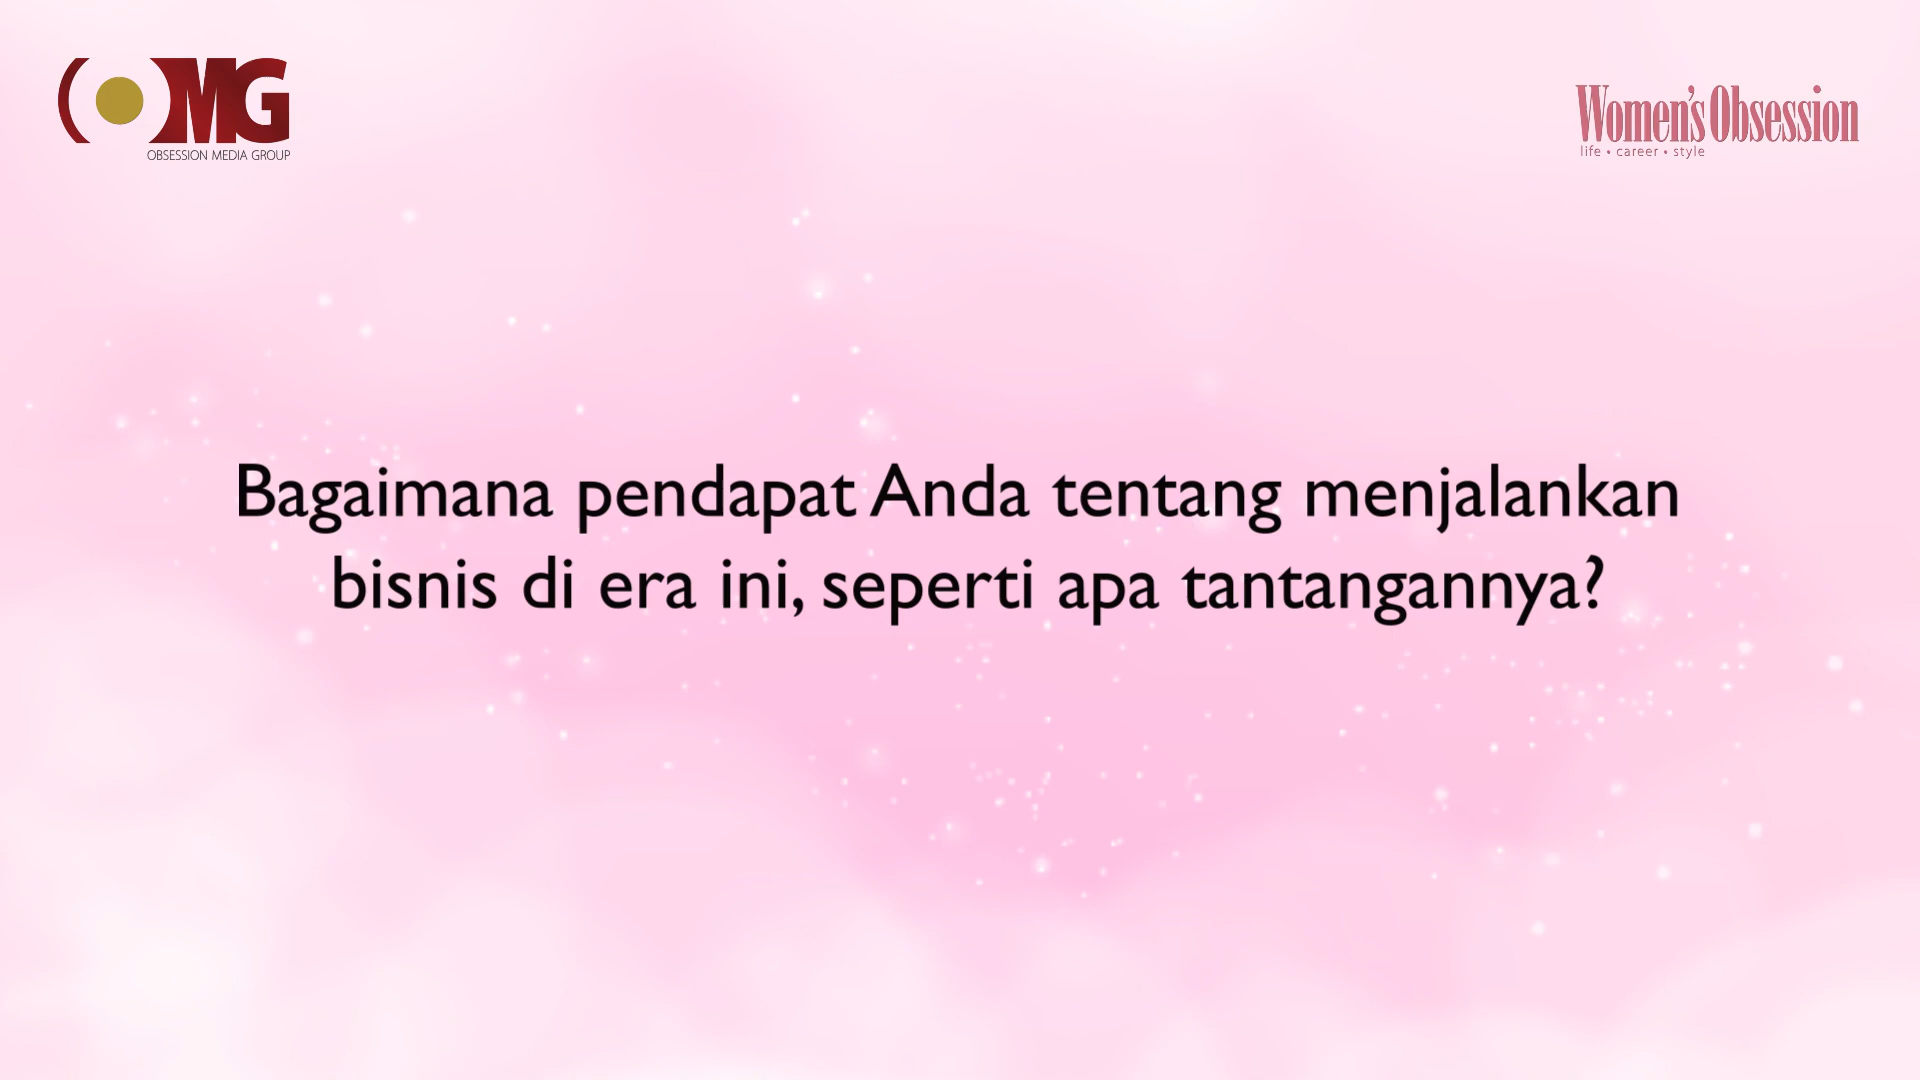 OMG
OBSESSION MEDIA GROUP
Women's Obsession
life • career • style
Bagaimana pendapat Anda tentang menjalankan
bisnis di era ini, seperti apa tantangannya?